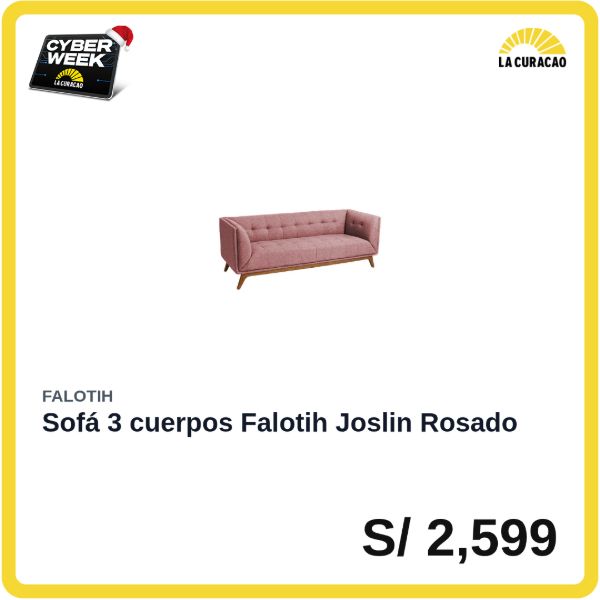 CYBER
WEEK
LA CURACAO
LA CURACAO
FALOTIH
Sofá 3 cuerpos Falotih Joslin Rosado
S/ 2,599